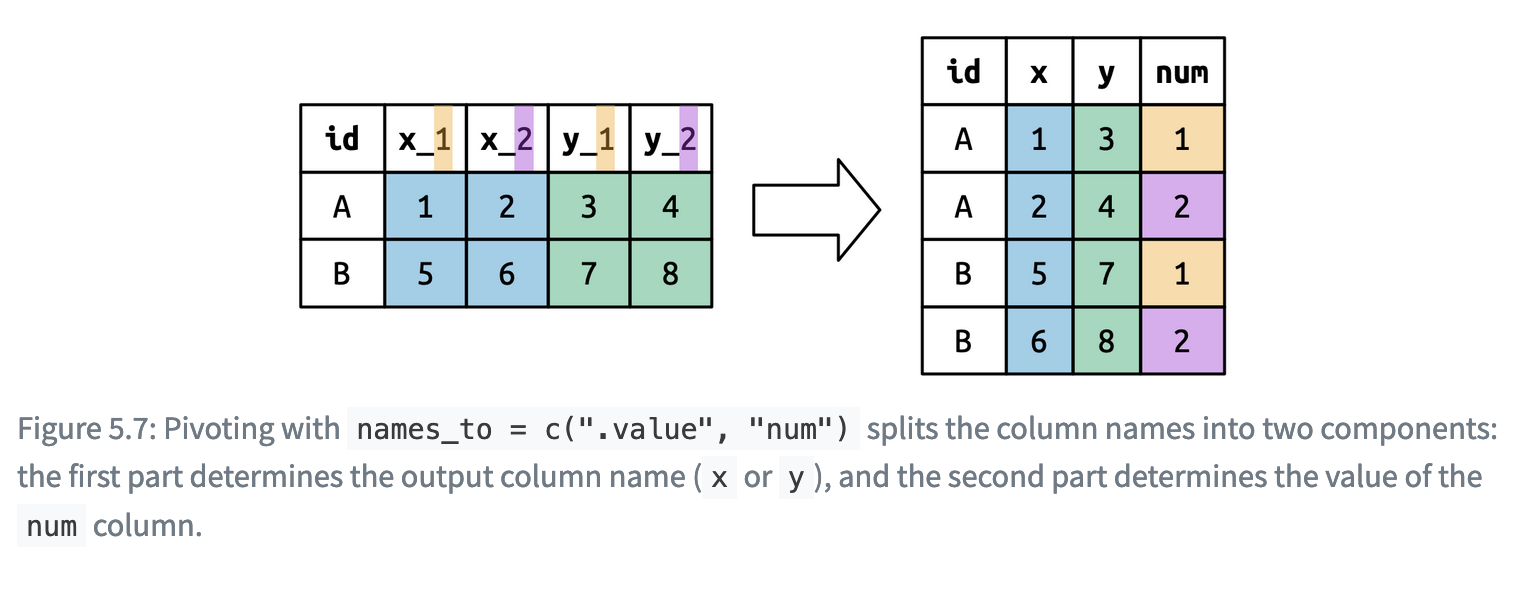 id x_1 x_2 y_1 y_2
A 1 2 3 4
B 5 6 7 8
id x y num
A 1 3 1
A 2 4 2
B 5 7 1
B 6 8 2
Figure 5.7: Pivoting with names_to = c(".value", "num") splits the column names into two components:
the first part determines the output column name ( x or y ), and the second part determines the value of the
num column.